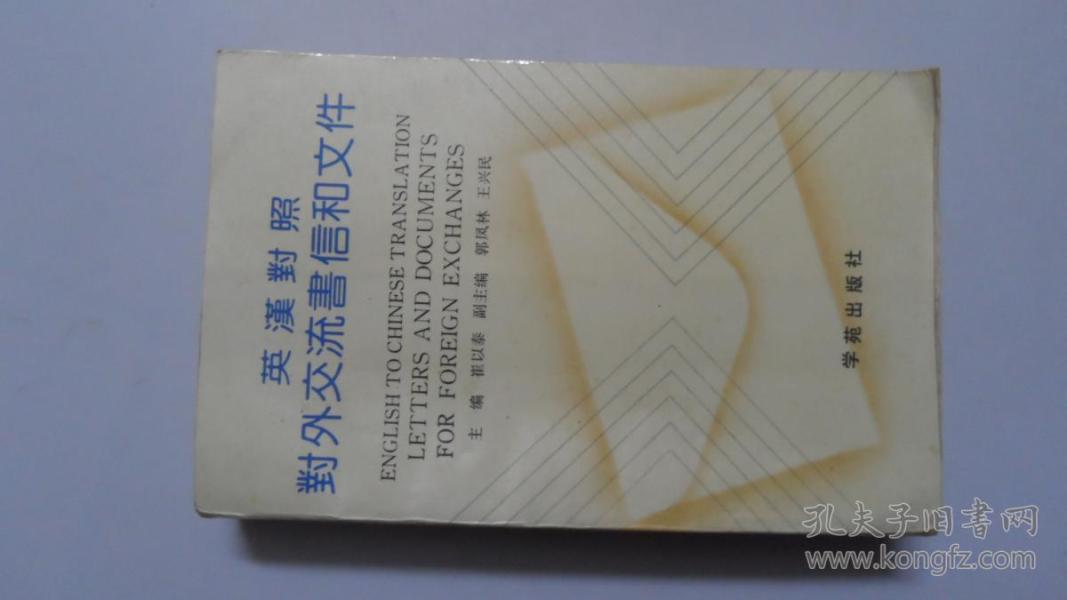 英漢對照
對外交流書信和文件
ENGLISH TO CHINESE TRANSLATION
LETTERS AND DOCUMENTS
FOR FOREIGN EXCHANGES
主编 崔以泰 副主编 郭凤林 王兴民
学苑出版社
孔夫子旧書网
www.kongfz.com